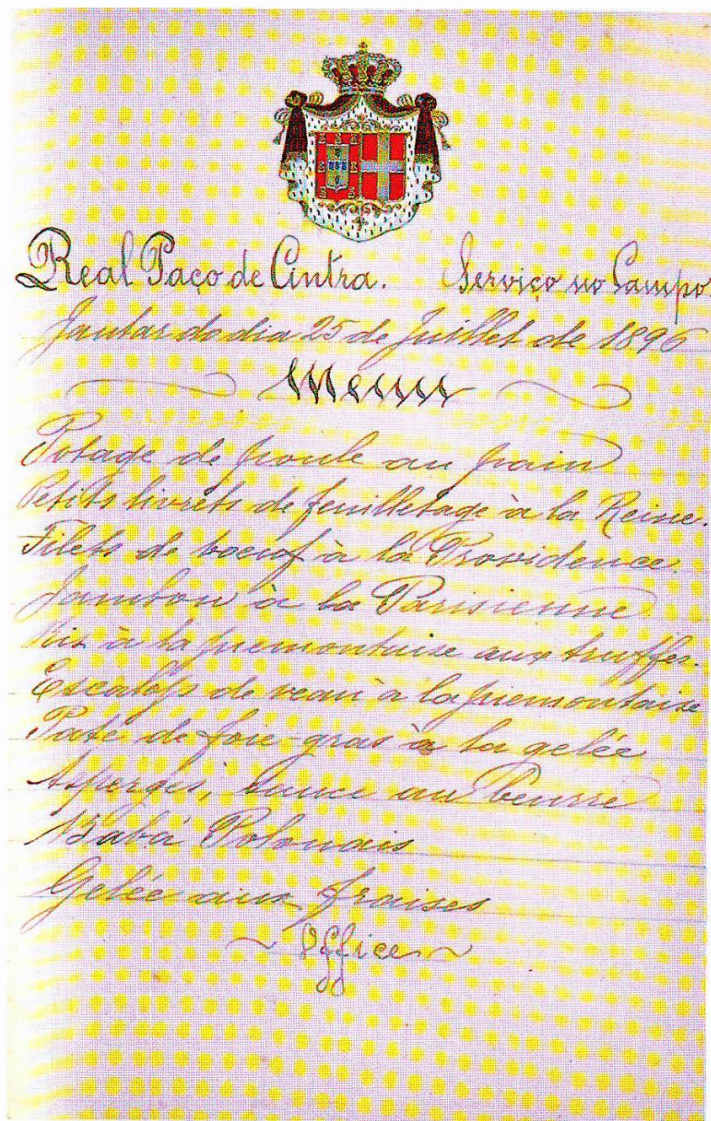 Real Paço de Cintra. Serviço no Campo.
Jantar do dia 25 de Juillet de 1896
Menu
Potage de poule au pain
Petits livrets de feuilletage à la Reine.
Filets de boeuf à la Providence.
Jambon à la Parisienne
Ris à la piemontaise aux truffes.
Escalops de veau à la piemontaise
Paté de foie-gras à la gelée
Asperges, sauce au beurre
Babá Polonais
Gelée aux fraises
Office